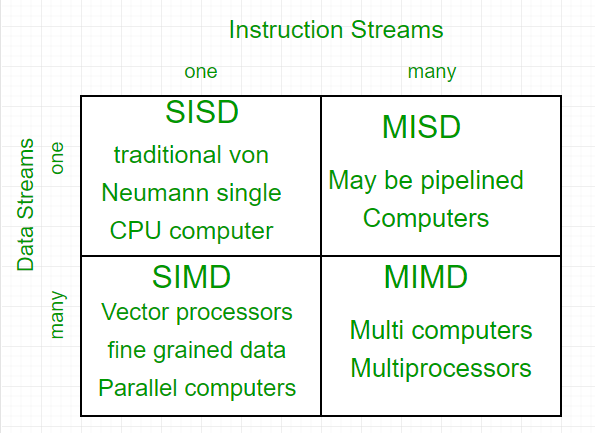 Instruction Streams
one
many
Data Streams
one
SISD
traditional von
Neumann single
CPU computer
MISD
May be pipelined
Computers
many
SIMD
Vector processors
fine grained data
Parallel computers
MIMD
Multi computers
Multiprocessors